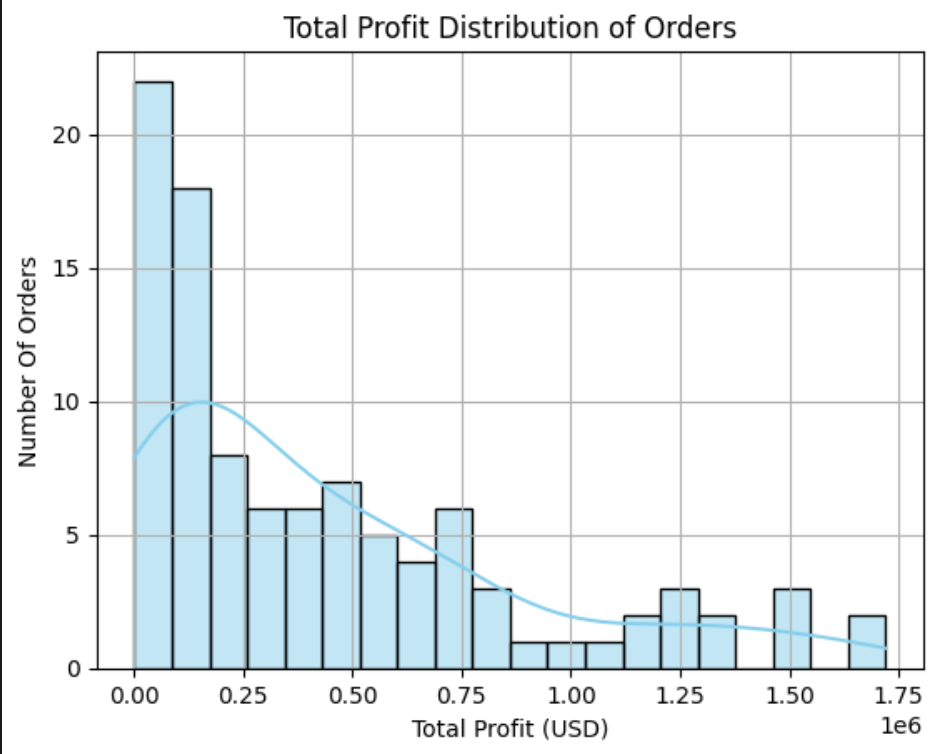 Total Profit Distribution of Orders
Number Of Orders
20
15
10
5
0
0.00 0.25 0.50 0.75 1.00 1.25 1.50 1.75
1e6
Total Profit (USD)